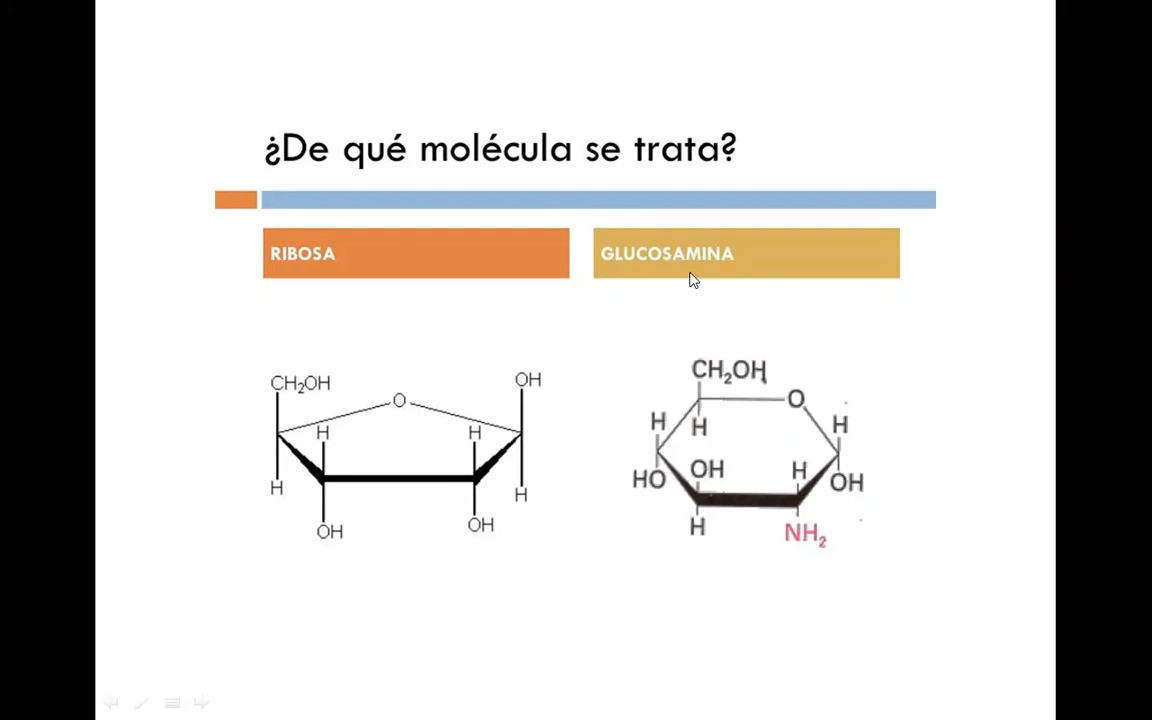 ¿De qué molécula se trata?
RIBOSA
GLUCOSAMINA
CH₂OH
O
OH
H
H
H
H
OH
OH
CH₂OH
O
H
H
H
OH
H
HO
OH
H
NH₂